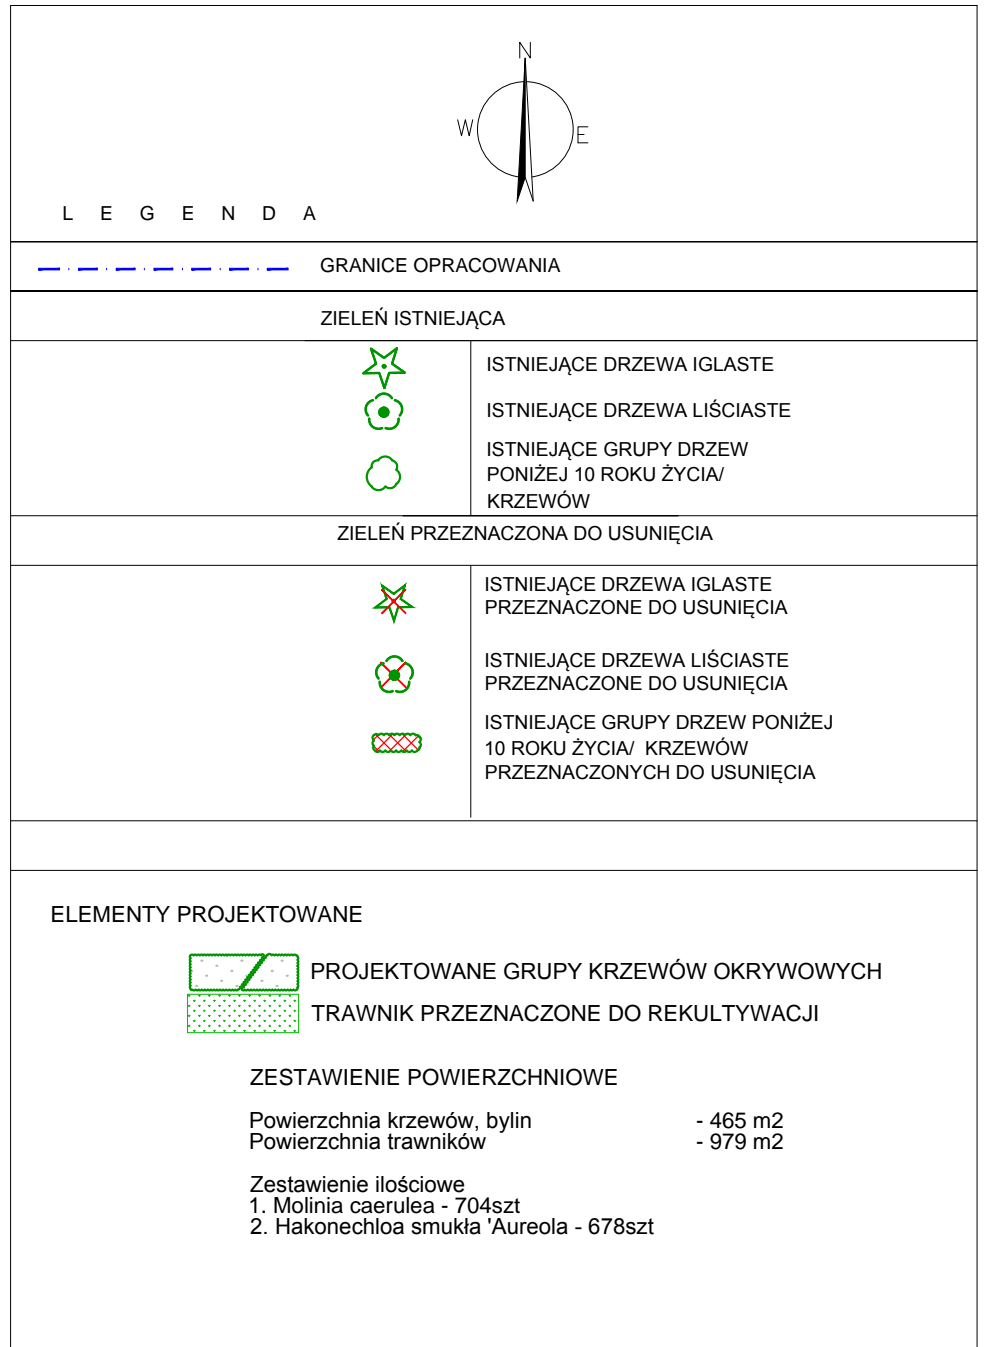 N
W E
L E G E N D A
GRANICE OPRACOWANIA
ZIELEŃ ISTNIEJĄCA
ISTNIEJĄCE DRZEWA IGLASTE
ISTNIEJĄCE DRZEWA LIŚCIASTE
ISTNIEJĄCE GRUPY DRZEW
PONIŻEJ 10 ROKU ŻYCIA/
KRZEWÓW
ZIELEŃ PRZEZNACZONA DO USUNIĘCIA
ISTNIEJĄCE DRZEWA IGLASTE
PRZEZNACZONE DO USUNIĘCIA
ISTNIEJĄCE DRZEWA LIŚCIASTE
PRZEZNACZONE DO USUNIĘCIA
ISTNIEJĄCE GRUPY DRZEW PONIŻEJ
10 ROKU ŻYCIA/ KRZEWÓW
PRZEZNACZONYCH DO USUNIĘCIA
ELEMENTY PROJEKTOWANE
PROJEKTOWANE GRUPY KRZEWÓW OKRYWOWYCH
TRAWNIK PRZEZNACZONE DO REKULTYWACJI
ZESTAWIENIE POWIERZCHNIOWE
Powierzchnia krzewów, bylin - 465 m2
Powierzchnia trawników - 979 m2
Zestawienie ilościowe
1. Molinia caerulea - 704szt
2. Hakonechloa smukła 'Aureola - 678szt